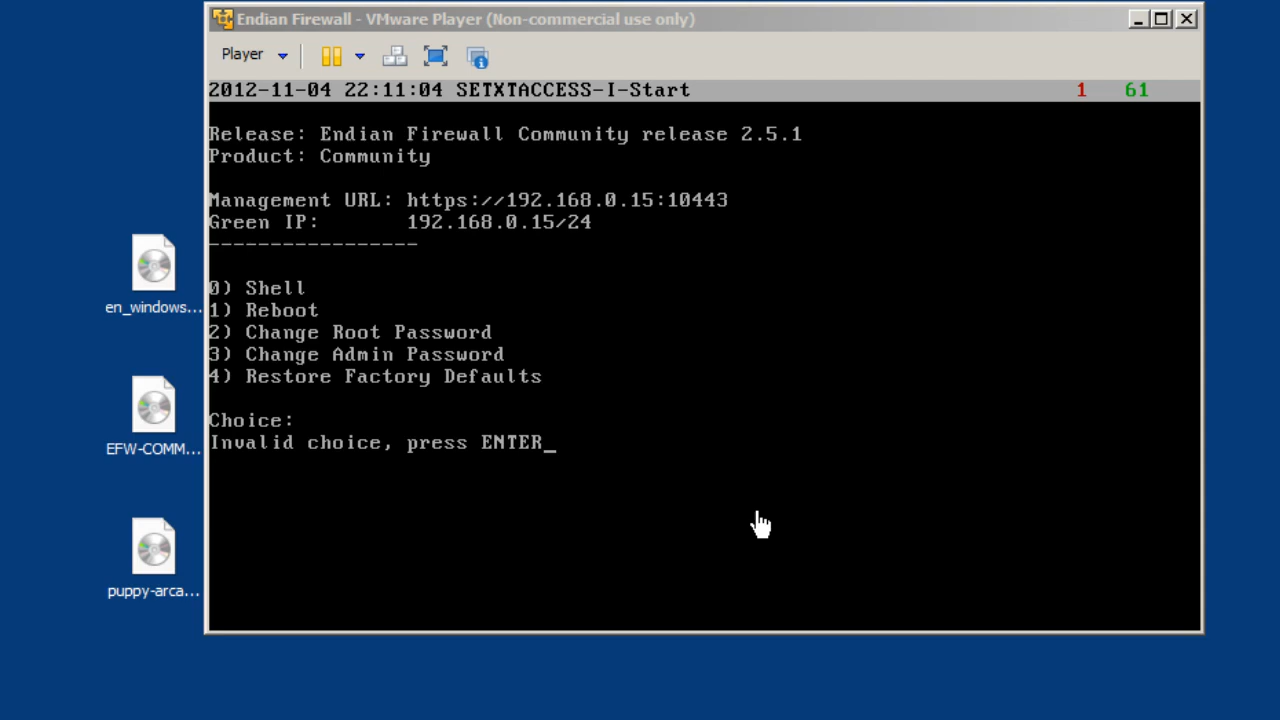 Endian Firewall - VMware Player (Non-commercial use only)
Player
2012-11-04 22:11:04 SETXTACCESS-I-Start 1 61
Release: Endian Firewall Community release 2.5.1
Product: Community
Management URL: https://192.168.0.15:10443
Green IP: 192.168.0.15/24
-----------------
0) Shell
1) Reboot
2) Change Root Password
3) Change Admin Password
4) Restore Factory Defaults
Choice:
Invalid choice, press ENTER_
en_windows...
EFW-COMM...
puppy-arca...